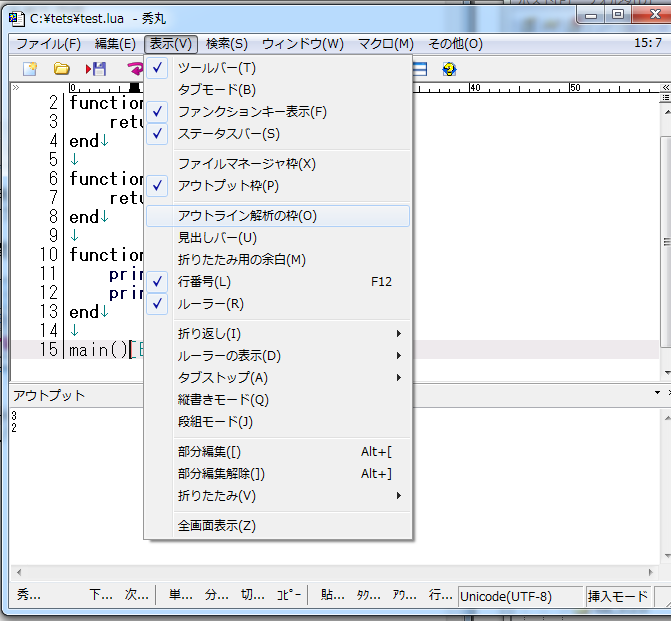 C:¥tets¥test.lua - 秀丸
ファイル(F) 編集(E) 表示(V) 検索(S) ウィンドウ(W) マクロ(M) その他(O) 15:7
0 40 50
2 function
3 retu
4 end↓
5 ↓
6 function
7 retu
8 end↓
9 ↓
10 function
11 prin
12 prin
13 end↓
14 ↓
15 main()[E
ツールバー(T)
タブモード(B)
ファンクションキー表示(F)
ステータスバー(S)
ファイルマネージャ枠(X)
アウトプット枠(P)
アウトライン解析の枠(O)
見出しバー(U)
折りたたみ用の余白(M)
行番号(L) F12
ルーラー(R)
折り返し(I)
ルーラーの表示(D)
タブストップ(A)
縦書きモード(Q)
段組モード(J)
部分編集([) Alt+[
部分編集解除(]) Alt+]
折りたたみ(V)
全画面表示(Z)
アウトプット
3
2
秀... 下... 次... 単... 分... 切... ｺﾋﾟｰ 貼... ﾀｸ... ｱｳ... 行... Unicode(UTF-8) 挿入モード